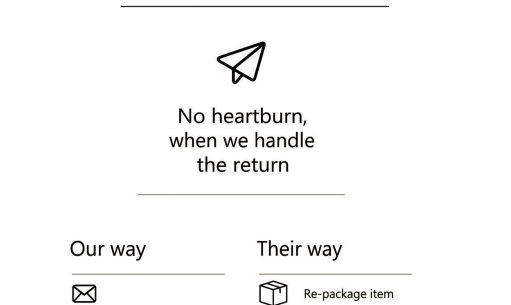 No heartburn,
when we handle
the return
Our way
Their way
Re-package item